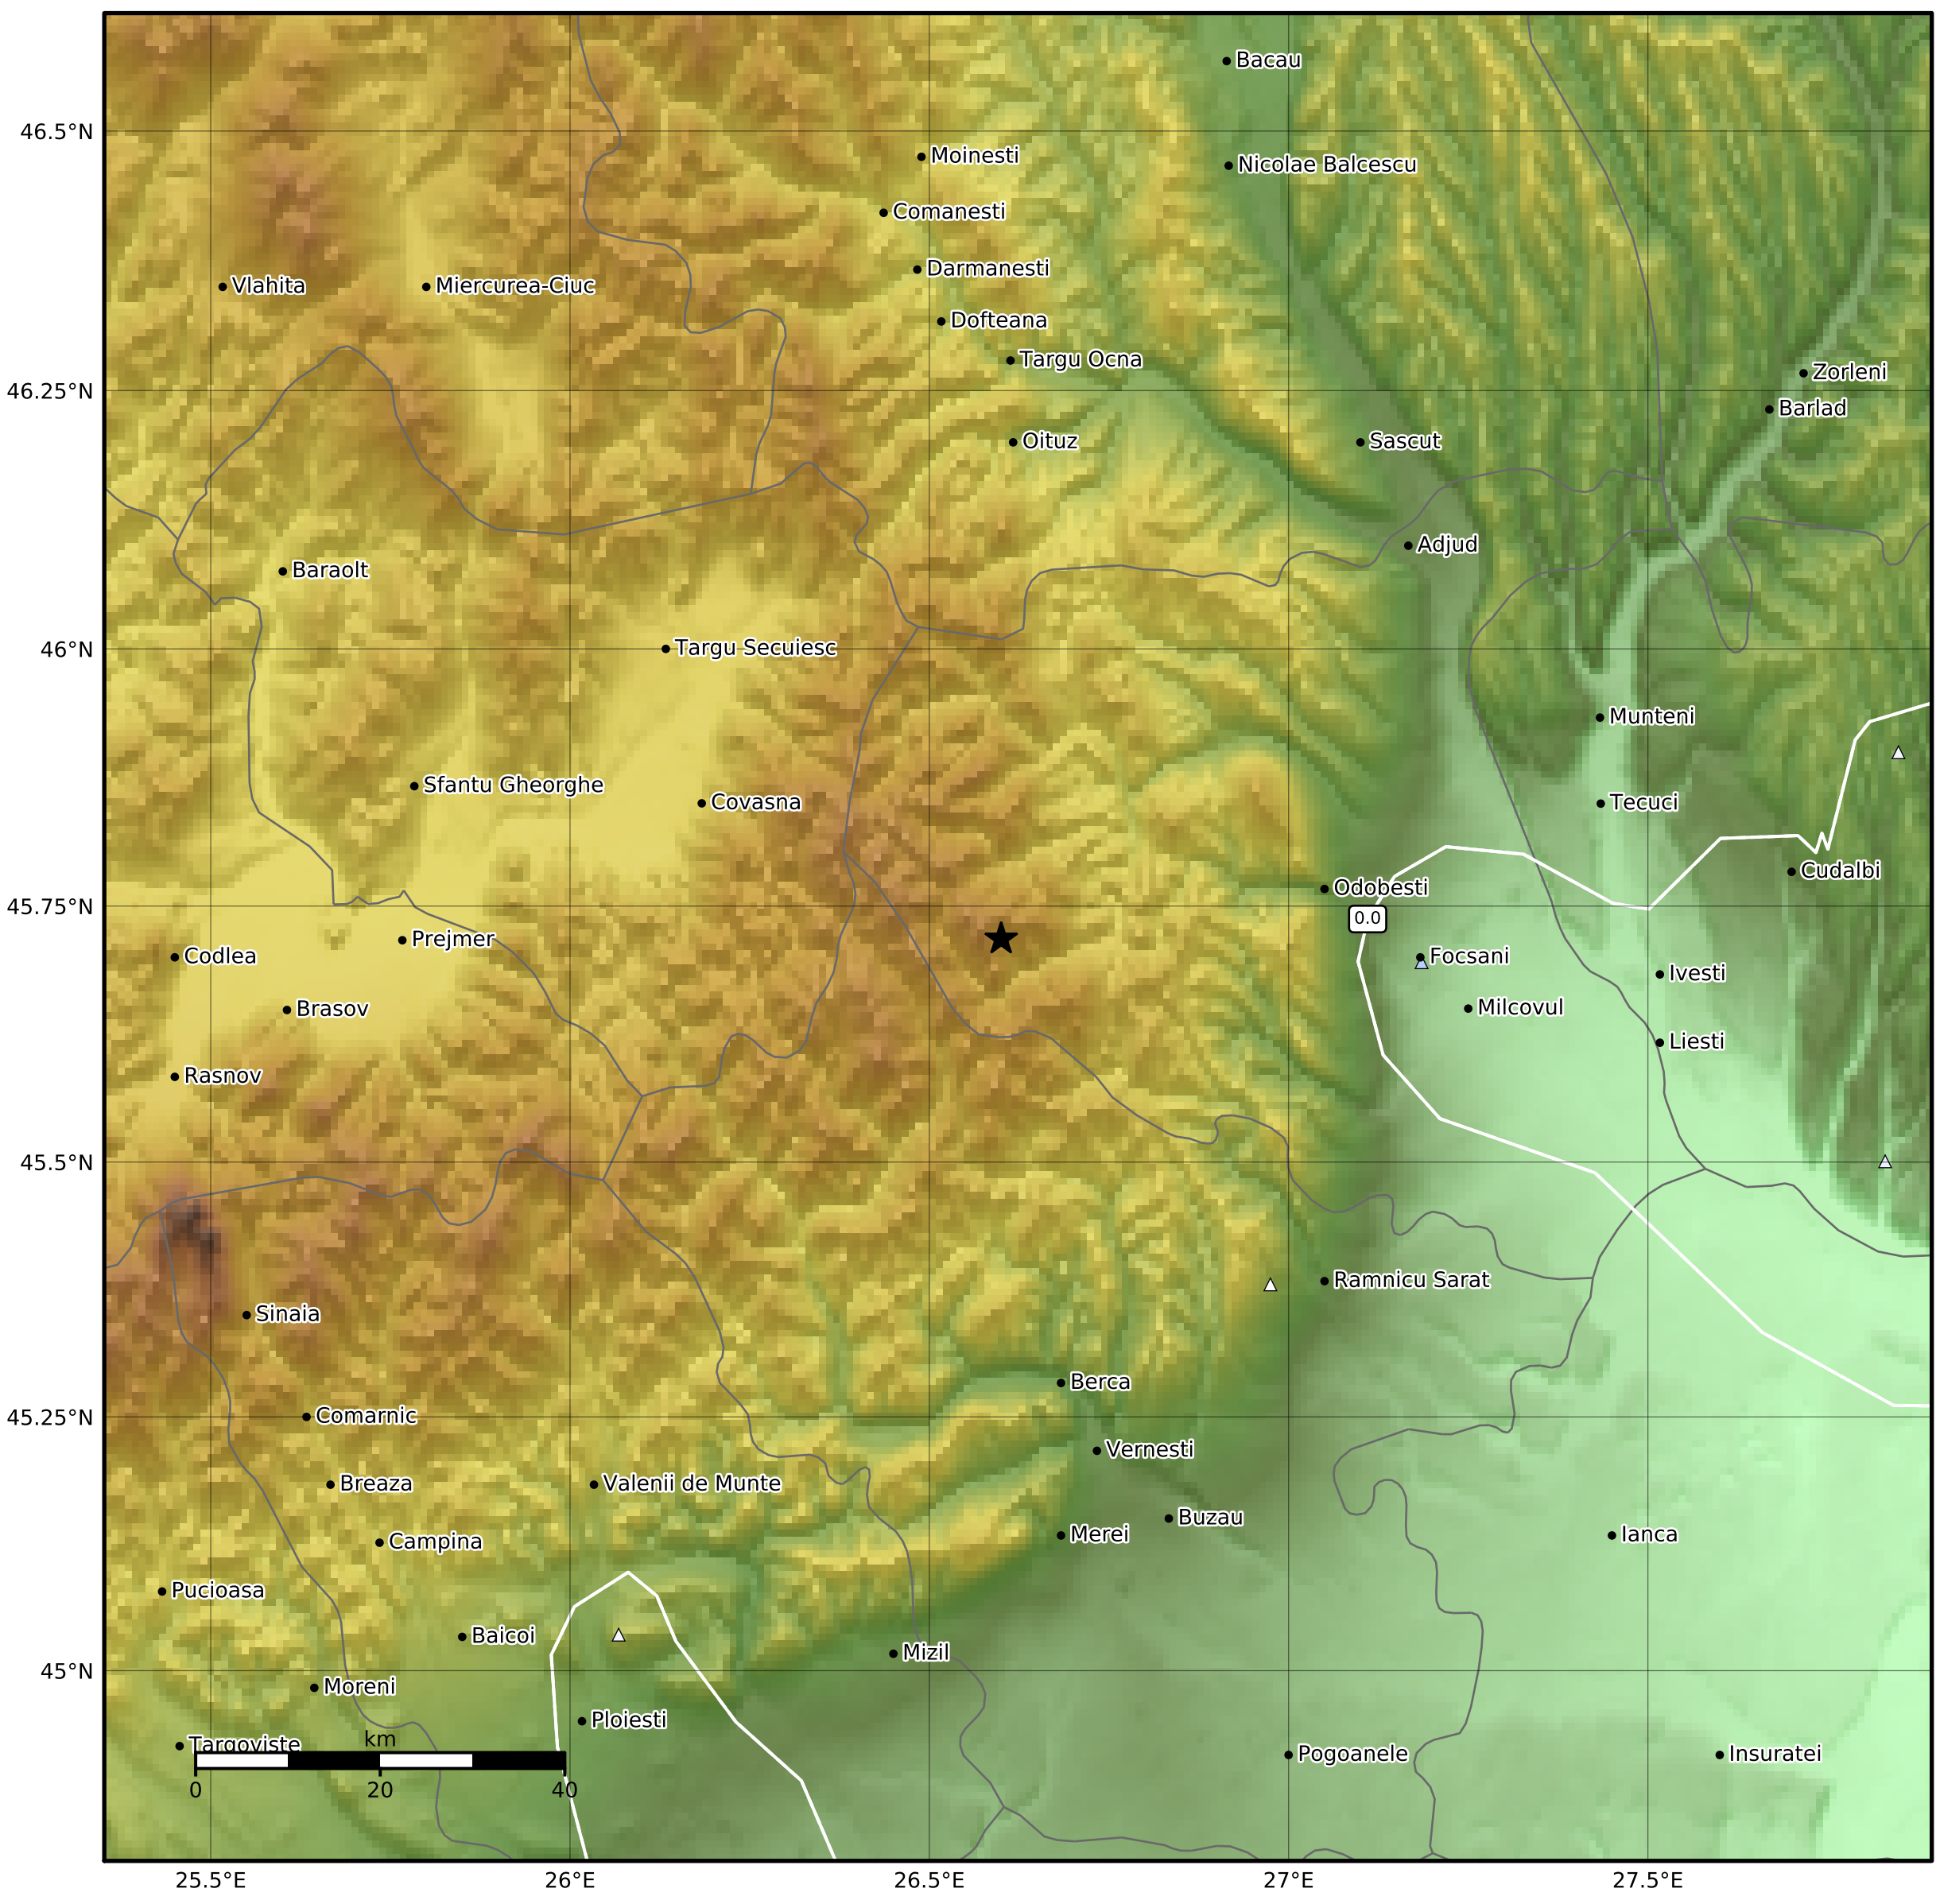 Bacau
46.5°N
Moinesti
Nicolae Balcescu
Comanesti
Darmanesti
Vlahita
Miercurea-Ciuc
Dofteana
Targu Ocna
Zorleni
46.25°N
Barlad
Oituz
Sascut
Adjud
Baraolt
46°N
Targu Secuiesc
Munteni
Sfantu Gheorghe
Covasna
Tecuci
Cudalbi
Odobesti
45.75°N
0.0
Prejmer
Codlea
Focsani
Ivesti
Brasov
Milcovul
Liesti
Rasnov
45.5°N
Ramnicu Sarat
Sinaia
Berca
45.25°N
Comarnic
Vernesti
Breaza
Valenii de Munte
Buzau
Merei
Ianca
Campina
Pucioasa
Baicoi
Mizil
45°N
Moreni
Ploiesti
Targoviste
km
Pogoanele
Insuratei
0 20 40
25.5°E 26°E 26.5°E 27°E 27.5°E